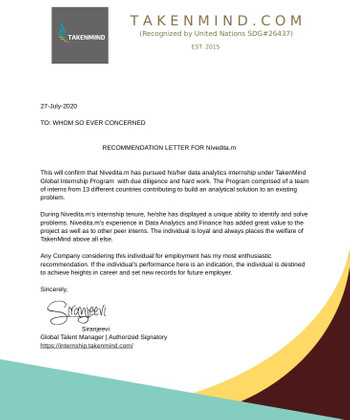 TAKENMIND
TAKENMIND.COM
(Recognized by United Nations SDG#26437)
EST. 2015
27-July-2020
TO: WHOM SO EVER CONCERNED
RECOMMENDATION LETTER FOR Nivedita.m
This will confirm that Nivedita.m has pursued his/her data analytics internship under TakenMind
Global Internship Program with due diligence and hard work. The Program comprised of a team
of interns from 13 different countries contributing to build an analytical solution to an existing
problem.
During Nivedita.m's internship tenure, he/she has displayed a unique ability to identify and solve
problems. Nivedita.m's experience in Data Analytics and Finance has added great value to the
project as well as to other peer interns. The individual is loyal and always places the welfare of
TakenMind above all else.
Any Company considering this individual for employment has my most enthusiastic
recommendation. If the individual's performance here is an indication, the individual is destined
to achieve heights in career and set new records for future employer.
Sincerely,
Siranjeevi
Siranjeevi
Global Talent Manager | Authorized Signatory
https://internship.takenmind.com/